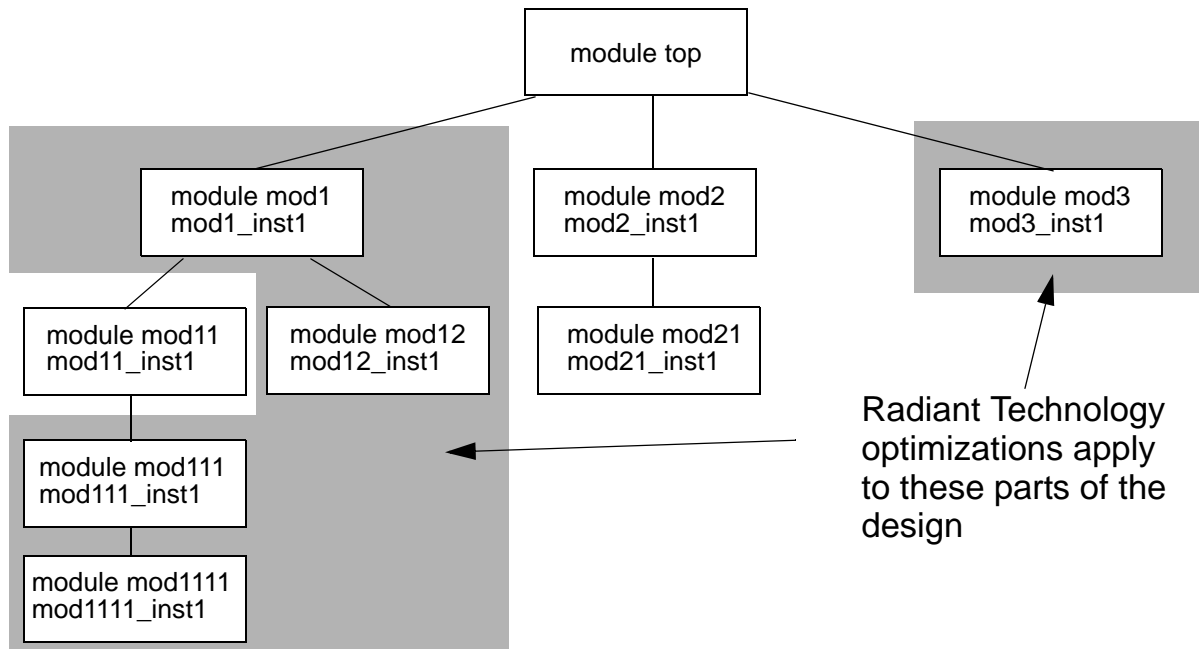 module top
module mod1
mod1_inst1
module mod2
mod2_inst1
module mod3
mod3_inst1
module mod11
mod11_inst1
module mod12
mod12_inst1
module mod21
mod21_inst1
Radiant Technology
optimizations apply
to these parts of the
design
module mod111
mod111_inst1
module mod1111
mod1111_inst1